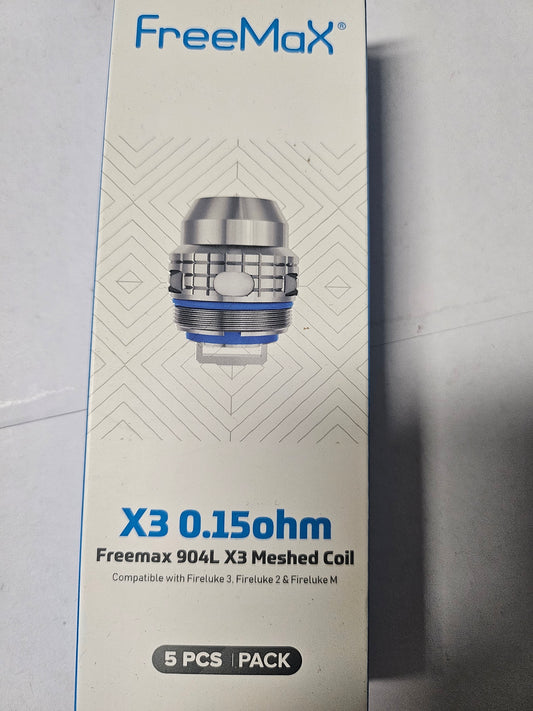 FreeMaX®
X3 0.15ohm
Freemax 904L X3 Meshed Coil
Compatible with Fireluke 3, Fireluke 2 & Fireluke M
5 PCS | PACK